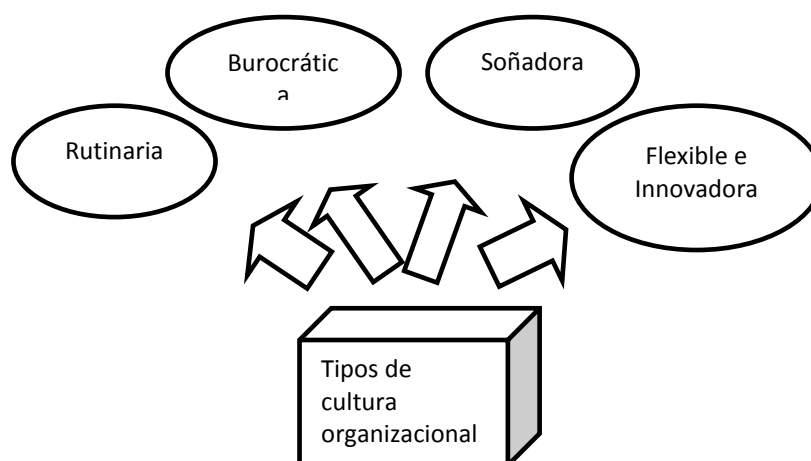 Burocrátic
a
Soñadora
Rutinaria
Flexible e
Innovadora
Tipos de
cultura
organizacional